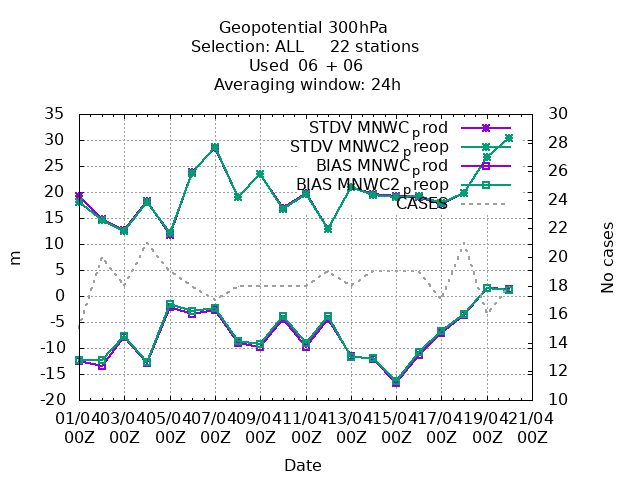 Geopotential 300hPa
Selection: ALL 22 stations
Used 06 + 06
Averaging window: 24h
STDV MNWC_prod
STDV MNWC2_preop
BIAS MNWC_prod
BIAS MNWC2_preop
CASES
35
30
25
20
15
10
5
0
-5
-10
-15
-20
m
30
28
26
24
22
20
18
16
14
12
10
No cases
01/04 03/04 05/04 07/04 09/04 11/04 13/04 15/04 17/04 19/04 21/04
00Z 00Z 00Z 00Z 00Z 00Z 00Z 00Z 00Z 00Z 00Z
Date